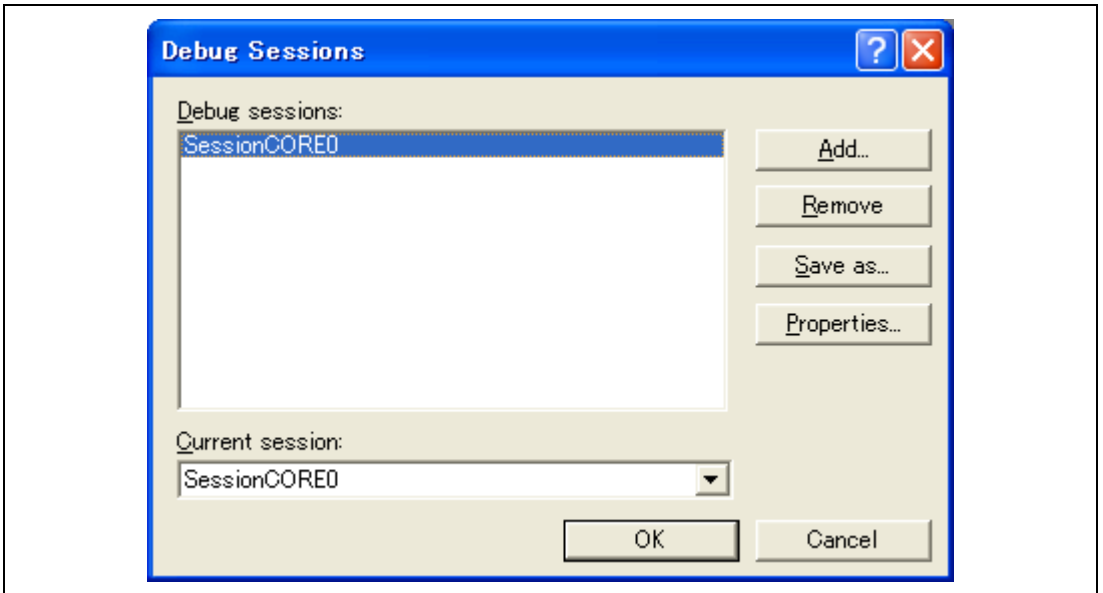 Debug Sessions
Debug sessions:
SessionCORE0
Add...
Remove
Save as...
Properties...
Current session:
SessionCORE0
OK
Cancel